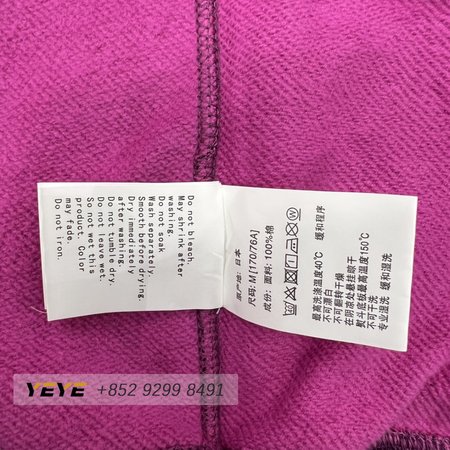 Do not bleach.
May shrink after
washing.
Do not soak
Wash separately.
Smooth before drying
Dry immediately
after washing.
Do not tumble dry.
Do not leave wet.
So not wet this
product. Color
may fade.
Do not iron.
原产地: 日本
尺码: M [170/76A]
成份: 面料: 100%棉
缓和程序
最高洗涤温度40℃
不可漂白
不可翻转干燥
在阴凉处悬挂晾干
熨斗底板最高温度150℃
不可干洗
专业湿洗 缓和湿洗
YEYE +852 9299 8491